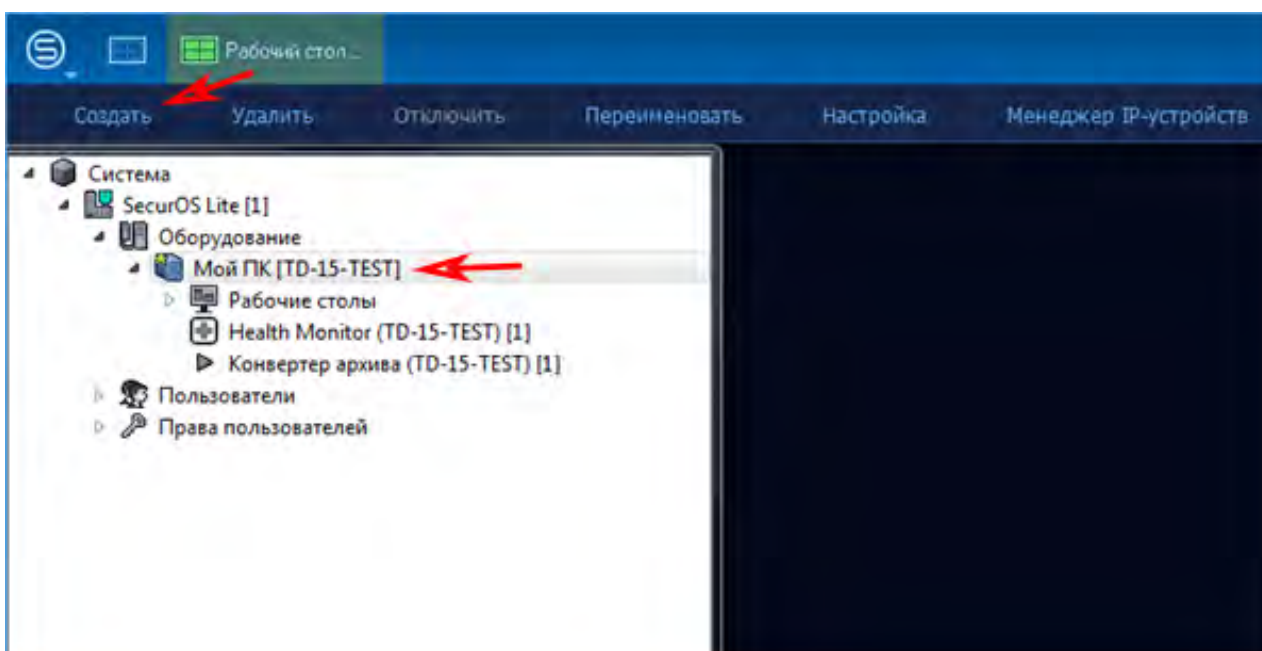 Рабочий стол...
Создать Удалить Отключить Переименовать Настройка Менеджер IP-устройств
Система
SecurOS Lite [1]
Оборудование
Мой ПК [TD-15-TEST]
Рабочие столы
Health Monitor (TD-15-TEST) [1]
Конвертер архива (TD-15-TEST) [1]
Пользователи
Права пользователей